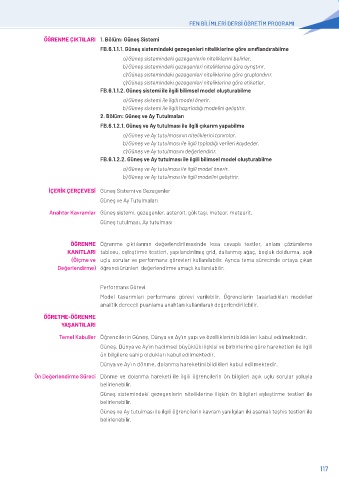 FEN BİLİMLERİ DERSİ ÖĞRETİM PROGRAMI
ÖĞRENME ÇIKTILARI 1. Bölüm: Güneş Sistemi
FB.6.1.1.1. Güneş sistemindeki gezegenleri niteliklerine göre sınıflandırabilme
a) Güneş sistemindeki gezegenlerin niteliklerini belirler.
b) Güneş sistemindeki gezegenleri niteliklerine göre ayrıştırır.
c) Güneş sistemindeki gezegenleri niteliklerine göre gruplandırır.
ç) Güneş sistemindeki gezegenleri niteliklerine göre etiketler.
FB.6.1.1.2. Güneş sistemi ile ilgili bilimsel model oluşturabilme
a) Güneş sistemi ile ilgili model önerir.
b) Güneş sistemi ile ilgili hazırladığı modelini geliştirir.
2. Bölüm: Güneş ve Ay Tutulmaları
FB.6.1.2.1. Güneş ve Ay tutulması ile ilgili çıkarım yapabilme
a) Güneş ve Ay tutulmasının niteliklerini tanımlar.
b) Güneş ve Ay tutulması ile ilgili topladığı verileri kaydeder.
c) Güneş ve Ay tutulmasını değerlendirir.
FB.6.1.2.2. Güneş ve Ay tutulması ile ilgili bilimsel model oluşturabilme
a) Güneş ve Ay tutulması ile ilgili model önerir.
b) Güneş ve Ay tutulması ile ilgili modelini geliştirir.
İÇERİK ÇERÇEVESİ Güneş Sistemi ve Gezegenler
Güneş ve Ay Tutulmaları
Anahtar Kavramlar Güneş sistemi, gezegenler, asteroit, gök taşı, meteor, meteorit,
Güneş tutulması, Ay tutulması
ÖĞRENME Öğrenme çıktılarının değerlendirilmesinde kısa cevaplı testler, anlam çözümleme
KANITLARI tablosu, eşleştirme testleri, yapılandırılmış grid, dallanmış ağaç, boşluk doldurma, açık
(Ölçme ve uçlu sorular ve performans görevleri kullanılabilir. Ayrıca tema sürecinde ortaya çıkan
Değerlendirme) öğrenci ürünleri değerlendirme amaçlı kullanılabilir.
Performans Görevi
Model tasarımları performans görevi verilebilir. Öğrencilerin tasarladıkları modeller
analitik dereceli puanlama anahtarı kullanılarak değerlendirilebilir.
ÖĞRETME-ÖĞRENME
YAŞANTILARI
Temel Kabuller Öğrencilerin Güneş, Dünya ve Ay'ın yapı ve özelliklerini bildikleri kabul edilmektedir.
Güneş, Dünya ve Ay'ın hacimsel büyüklük ilişkisi ve birbirlerine göre hareketleri ile ilgili
ön bilgilere sahip oldukları kabul edilmektedir.
Dünya ve Ay'ın dönme, dolanma hareketini bildikleri kabul edilmektedir.
Ön Değerlendirme Süreci Dönme ve dolanma hareketi ile ilgili öğrencilerin ön bilgileri açık uçlu sorular yoluyla
belirlenebilir.
Güneş sistemindeki gezegenlerin niteliklerine ilişkin ön bilgileri eşleştirme testleri ile
belirlenebilir.
Güneş ve Ay tutulması ile ilgili öğrencilerin kavram yanılgıları iki aşamalı teşhis testleri ile
belirlenebilir.
117